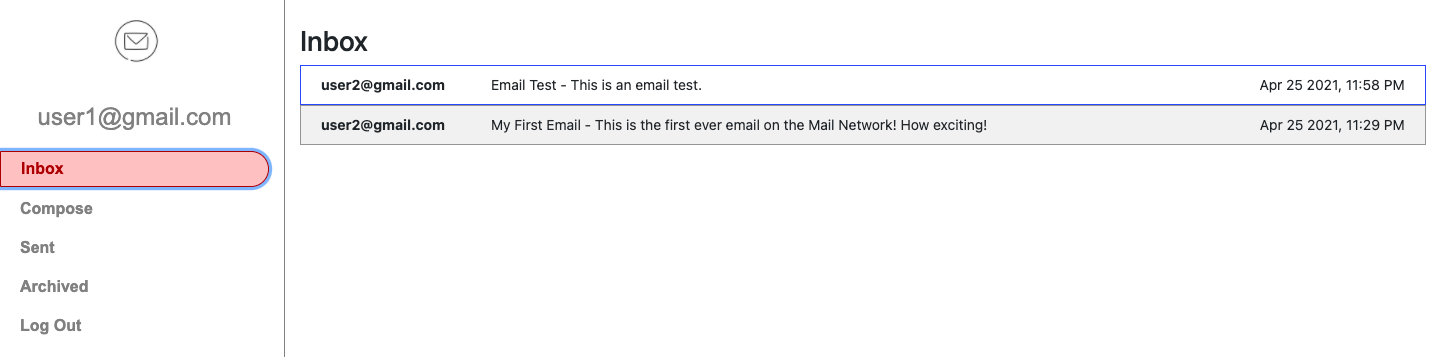 user1@gmail.com
Inbox
Compose
Sent
Archived
Log Out
Inbox
user2@gmail.com Email Test - This is an email test. Apr 25 2021, 11:58 PM
user2@gmail.com My First Email - This is the first ever email on the Mail Network! How exciting! Apr 25 2021, 11:29 PM